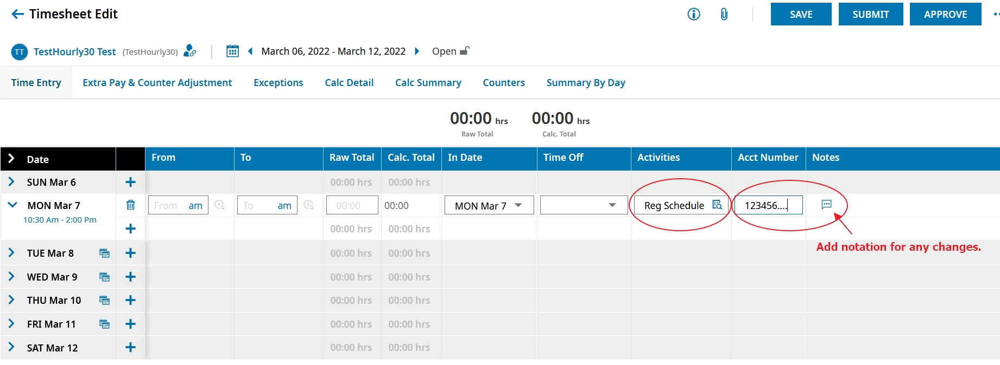 Timesheet Edit SAVE SUBMIT APPROVE
TT TestHourly30 Test (TestHourly30) March 06, 2022 - March 12, 2022 Open
Time Entry Extra Pay & Counter Adjustment Exceptions Calc Detail Calc Summary Counters Summary By Day
00:00 hrs 00:00 hrs
Raw Total Calc. Total
Date From To Raw Total Calc. Total In Date Time Off Activities Acct Number Notes
SUN Mar 6 00:00 hrs 00:00 hrs
MON Mar 7 From am To am 00:00 00:00 MON Mar 7 Reg Schedule 123456....
10:30 Am - 2:00 Pm
00:00 hrs 00:00 hrs
Add notation for any changes.
TUE Mar 8 00:00 hrs 00:00 hrs
WED Mar 9 00:00 hrs 00:00 hrs
THU Mar 10 00:00 hrs 00:00 hrs
FRI Mar 11 00:00 hrs 00:00 hrs
SAT Mar 12 00:00 hrs 00:00 hrs